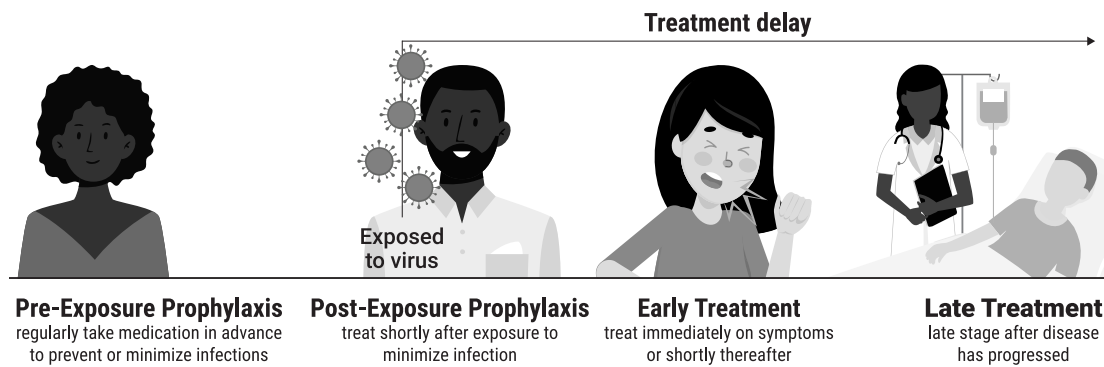 Treatment delay
Exposed
to virus
Pre-Exposure Prophylaxis
regularly take medication in advance
to prevent or minimize infections
Post-Exposure Prophylaxis
treat shortly after exposure to
minimize infection
Early Treatment
treat immediately on symptoms
or shortly thereafter
Late Treatment
late stage after disease
has progressed